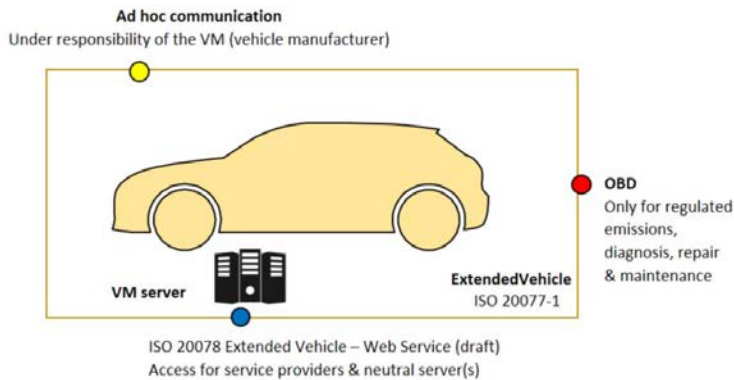 Ad hoc communication
Under responsibility of the VM (vehicle manufacturer)
OBD
Only for regulated
emissions,
diagnosis, repair
& maintenance
VM server
ExtendedVehicle
ISO 20077-1
ISO 20078 Extended Vehicle – Web Service (draft)
Access for service providers & neutral server(s)